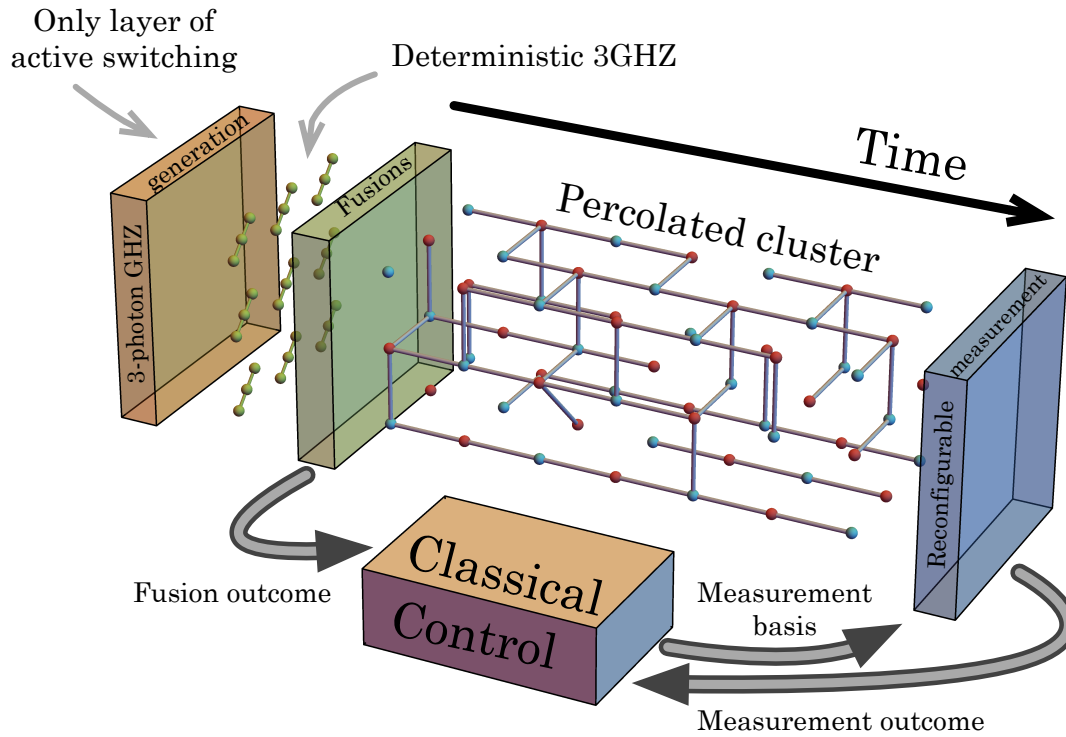 Only layer of
active switching
Deterministic 3GHZ
Time
generation
3-photon GHZ
Fusions
Percolated cluster
measurement
Reconfigurable
Fusion outcome
Classical
Control
Measurement
basis
Measurement outcome